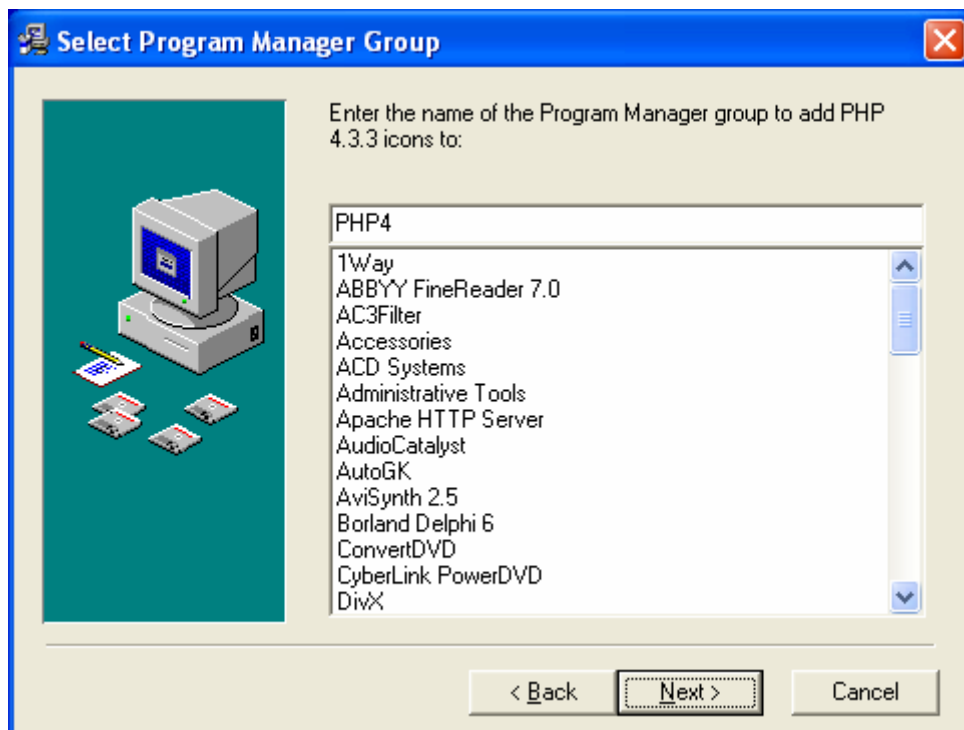 Select Program Manager Group
Enter the name of the Program Manager group to add PHP
4.3.3 icons to:
PHP4
1Way
ABBYY FineReader 7.0
AC3Filter
Accessories
ACD Systems
Administrative Tools
Apache HTTP Server
AudioCatalyst
AutoGK
AviSynth 2.5
Borland Delphi 6
ConvertDVD
CyberLink PowerDVD
DivX
< Back Next > Cancel